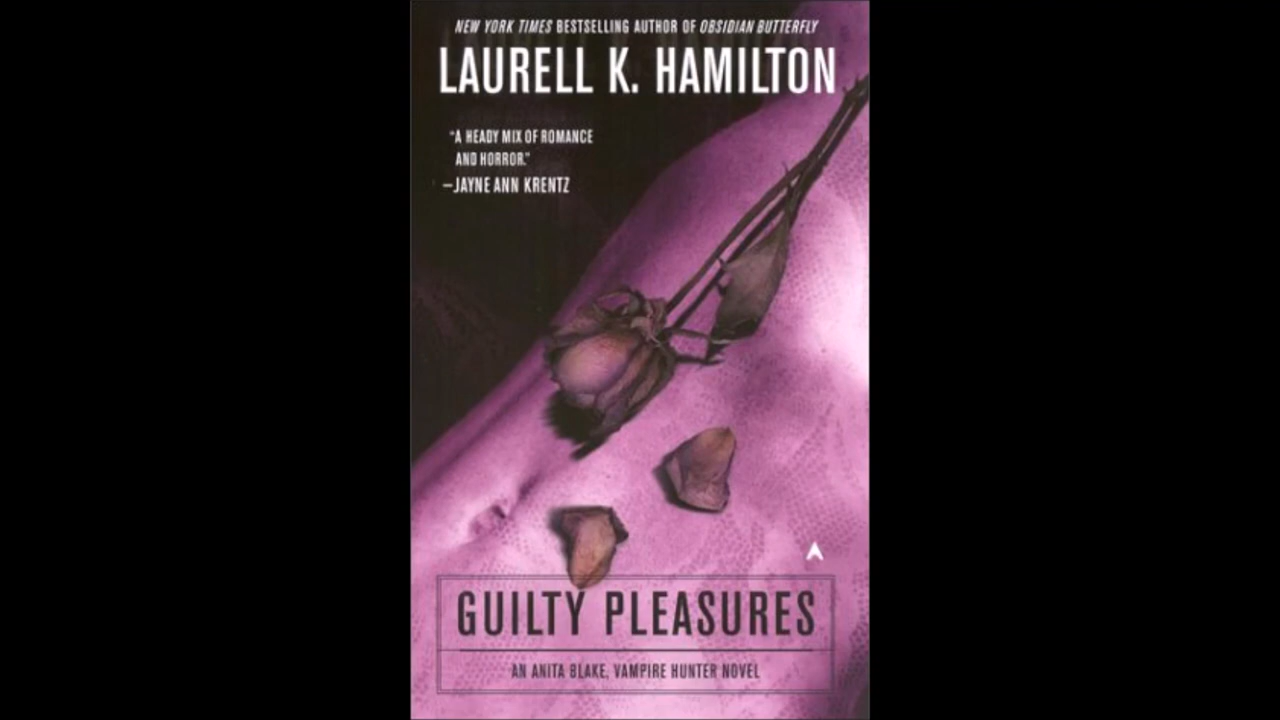 NEW YORK TIMES BESTSELLING AUTHOR OF OBSIDIAN BUTTERFLY
LAURELL K. HAMILTON
"A HEADY MIX OF ROMANCE
AND HORROR."
—JAYNE ANN KRENTZ
GUILTY PLEASURES
AN ANITA BLAKE, VAMPIRE HUNTER NOVEL